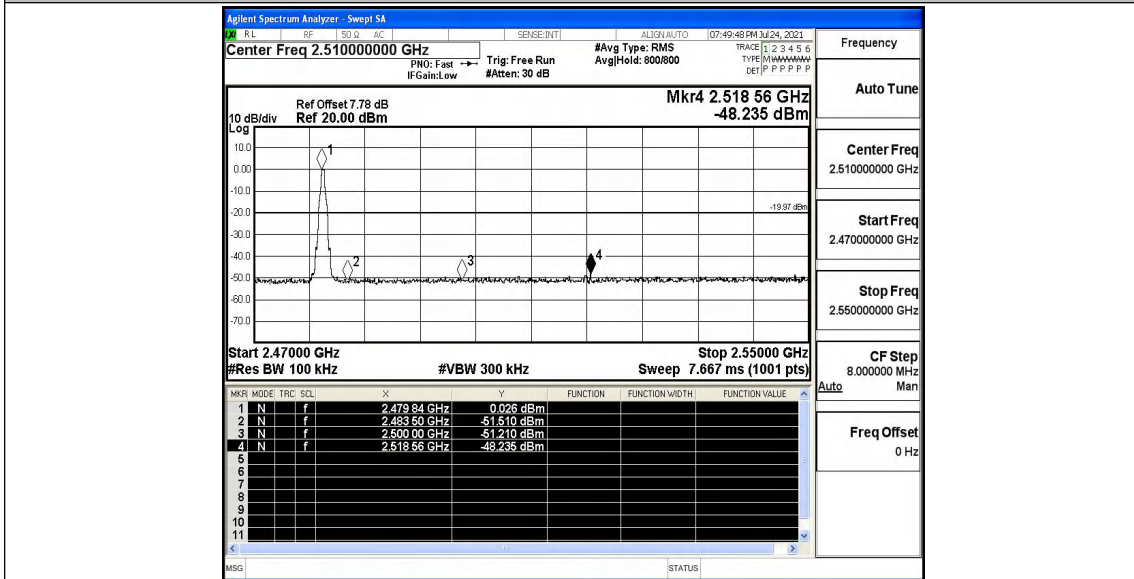 Agilent Spectrum Analyzer - Swept SA
LXI RL RF 50 Ω AC SENSE:INT ALIGN AUTO 07:49:48 PM Jul 24, 2021
Center Freq 2.510000000 GHz
PNO: Fast
IFGain:Low
Trig: Free Run
#Atten: 30 dB
#Avg Type: RMS
Avg|Hold: 800/800
TRACE 1 2 3 4 5 6
TYPE M WWWWW
DET P P P P P P
Mkr4 2.518 56 GHz
-48.235 dBm
Ref Offset 7.78 dB
10 dB/div Ref 20.00 dBm
Log
10.0
0.00
-10.0
-20.0
-30.0
-40.0
-50.0
-60.0
-70.0
1
2
3
4
-19.97 dBm
Start 2.47000 GHz Stop 2.55000 GHz
#Res BW 100 kHz #VBW 300 kHz Sweep 7.667 ms (1001 pts)
MKR MODE TRC SCL X Y FUNCTION FUNCTION WIDTH FUNCTION VALUE
1 N f 2.479 84 GHz 0.026 dBm
2 N f 2.483 50 GHz -51.510 dBm
3 N f 2.500 00 GHz -51.210 dBm
4 N f 2.518 56 GHz -48.235 dBm
5
6
7
8
9
10
11
MSG STATUS
Frequency
Auto Tune
Center Freq
2.510000000 GHz
Start Freq
2.470000000 GHz
Stop Freq
2.550000000 GHz
CF Step
8.000000 MHz
Auto Man
Freq Offset
0 Hz